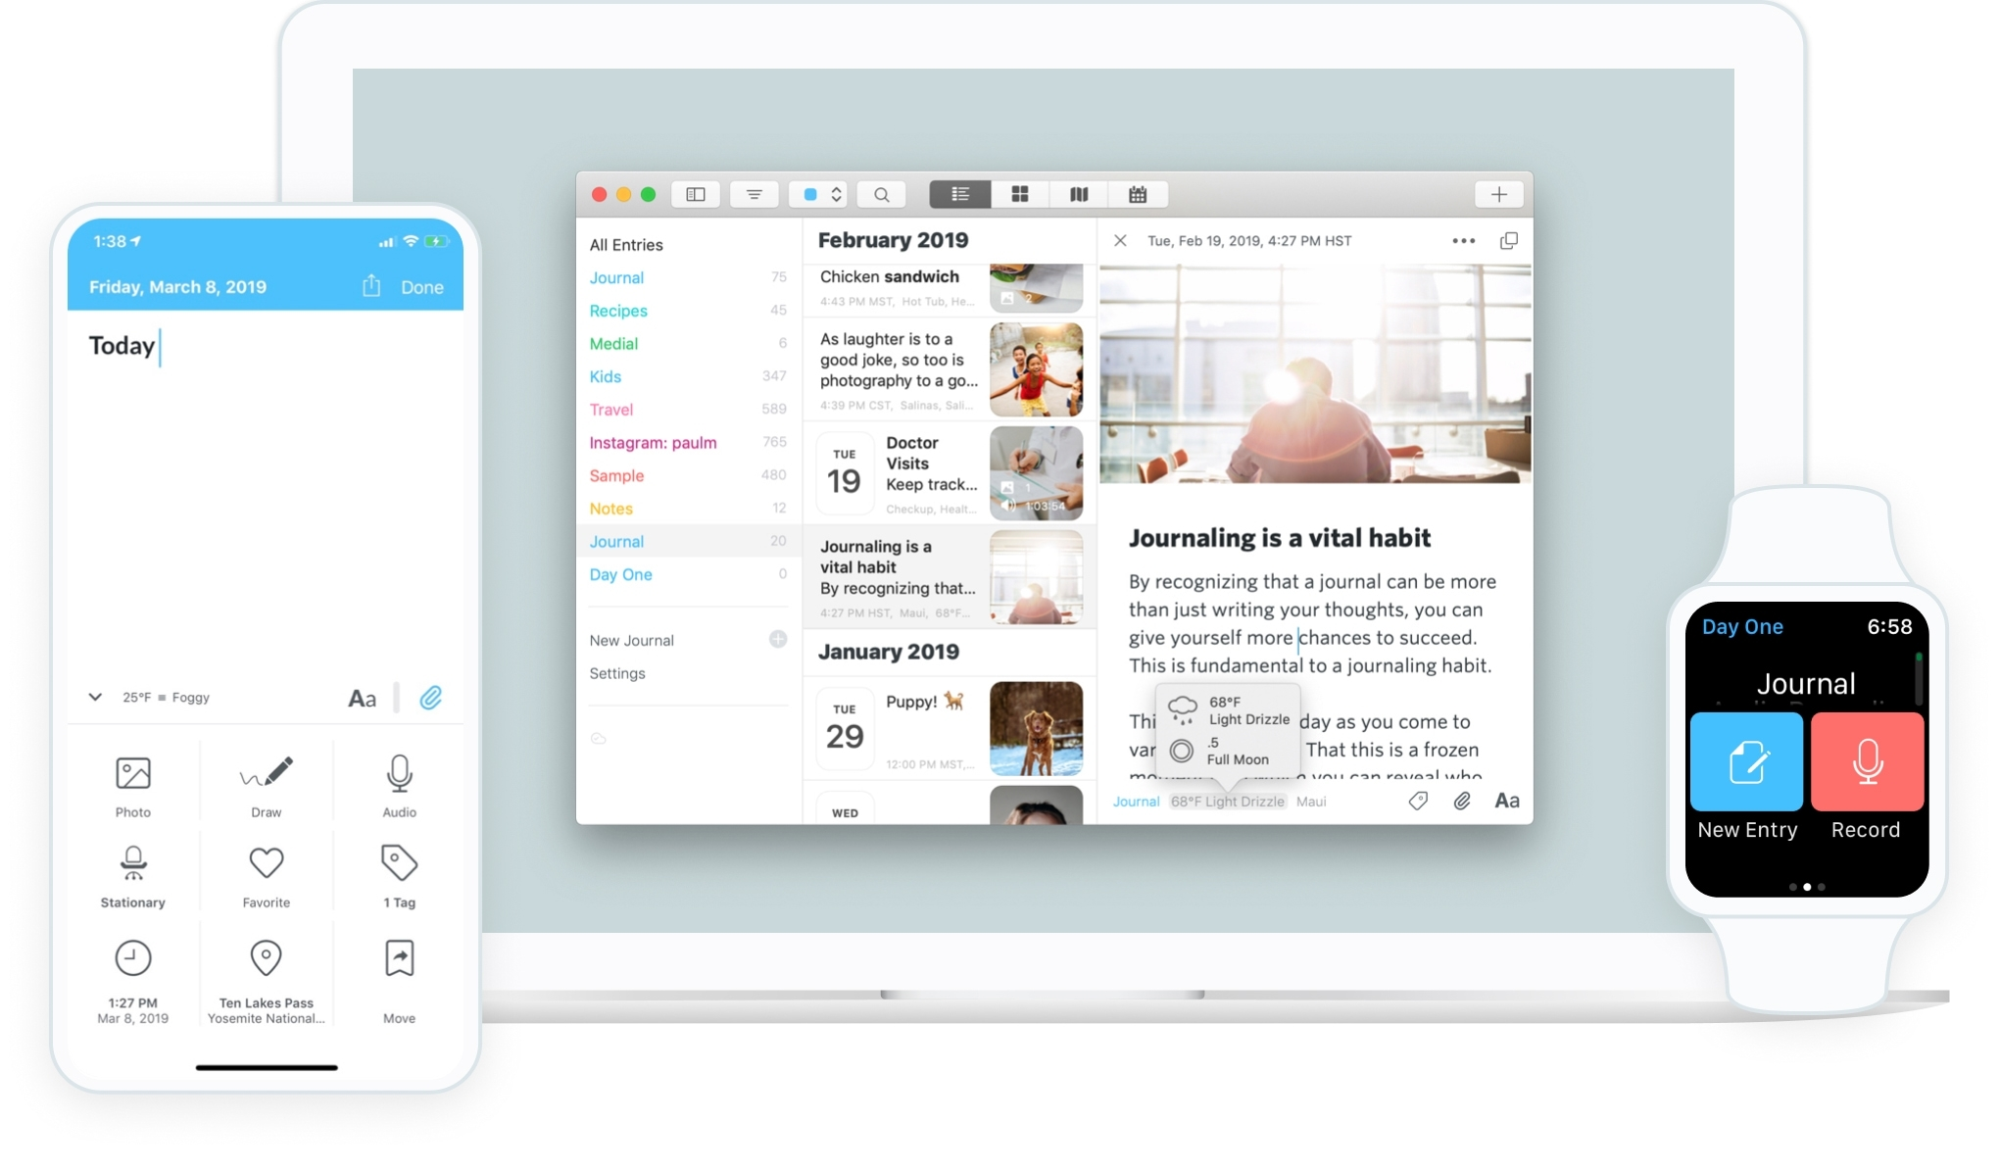 1:38
Friday, March 8, 2019 Done
Today
25°F Foggy Aa
Photo Draw Audio
Stationary Favorite 1 Tag
1:27 PM Ten Lakes Pass
Mar 8, 2019 Yosemite National... Move
All Entries
Journal 75
Recipes 45
Medial 6
Kids 347
Travel 589
Instagram: paulm 765
Sample 480
Notes 12
Journal 20
Day One 0
New Journal
Settings
February 2019
Chicken sandwich
4:43 PM MST, Hot Tub, He...
2
As laughter is to a
good joke, so too is
photography to a go...
4:39 PM CST, Salinas, Sali...
TUE
19
Doctor
Visits
Keep track...
Checkup, Healt...
1
1:03:54
Journaling is a
vital habit
By recognizing that...
4:27 PM HST, Maui, 68°F...
January 2019
TUE
29
Puppy!
12:00 PM MST,...
WED
Tue, Feb 19, 2019, 4:27 PM HST
Journaling is a vital habit
By recognizing that a journal can be more
than just writing your thoughts, you can
give yourself more chances to succeed.
This is fundamental to a journaling habit.
Thi day as you come to
var That this is a frozen
you can reveal who
68°F
Light Drizzle
.5
Full Moon
Journal 68°F Light Drizzle Maui Aa
Day One 6:58
Journal
New Entry Record